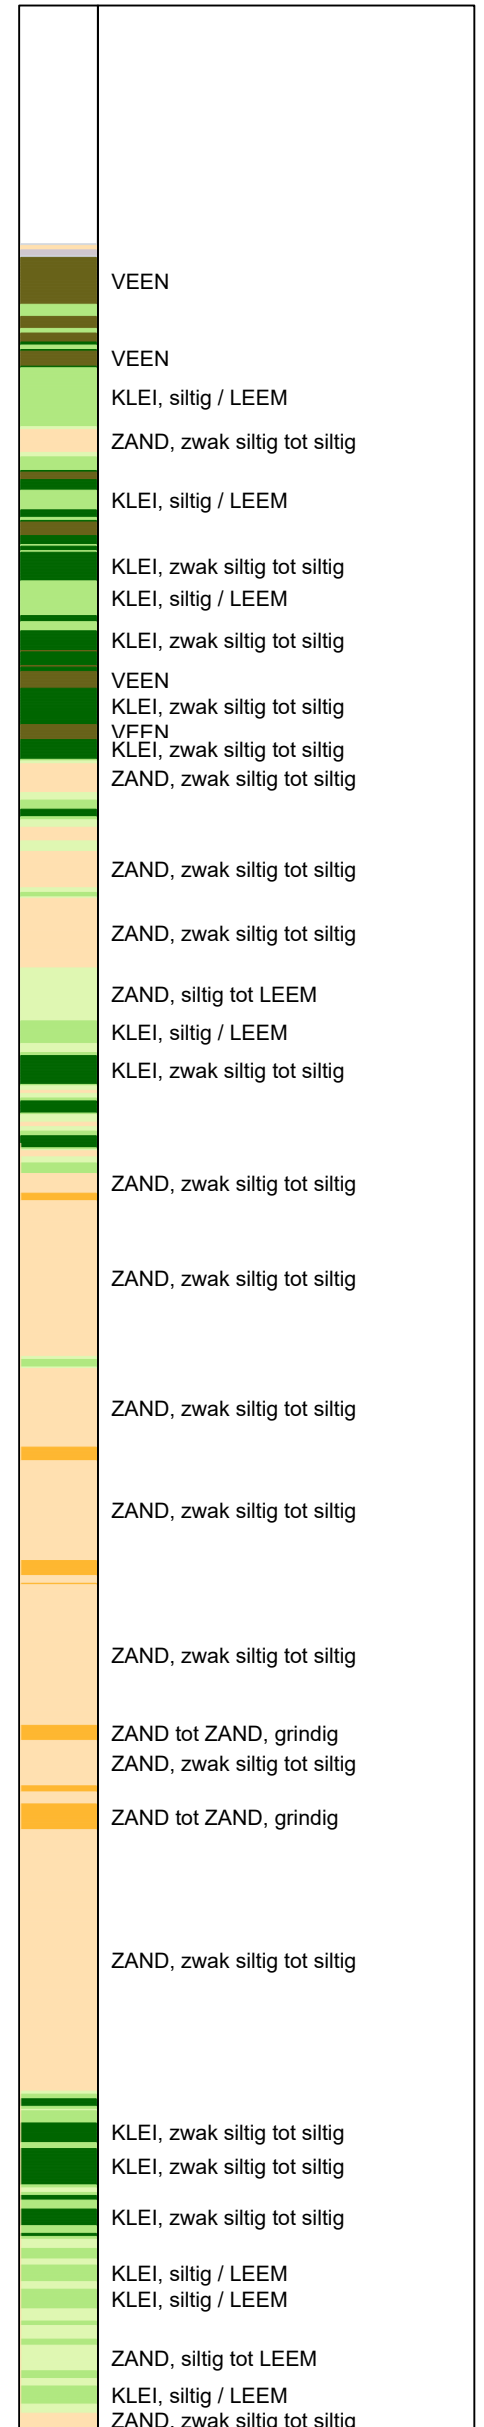 VEEN
VEEN
KLEI, siltig / LEEM
ZAND, zwak siltig tot siltig
KLEI, siltig / LEEM
KLEI, zwak siltig tot siltig
KLEI, siltig / LEEM
KLEI, zwak siltig tot siltig
VEEN
KLEI, zwak siltig tot siltig
VEEN
KLEI, zwak siltig tot siltig
ZAND, zwak siltig tot siltig
ZAND, zwak siltig tot siltig
ZAND, zwak siltig tot siltig
ZAND, siltig tot LEEM
KLEI, siltig / LEEM
KLEI, zwak siltig tot siltig
ZAND, zwak siltig tot siltig
ZAND, zwak siltig tot siltig
ZAND, zwak siltig tot siltig
ZAND, zwak siltig tot siltig
ZAND, zwak siltig tot siltig
ZAND tot ZAND, grindig
ZAND, zwak siltig tot siltig
ZAND tot ZAND, grindig
ZAND, zwak siltig tot siltig
KLEI, zwak siltig tot siltig
KLEI, zwak siltig tot siltig
KLEI, zwak siltig tot siltig
KLEI, siltig / LEEM
KLEI, siltig / LEEM
ZAND, siltig tot LEEM
KLEI, siltig / LEEM
ZAND, zwak siltig tot siltig